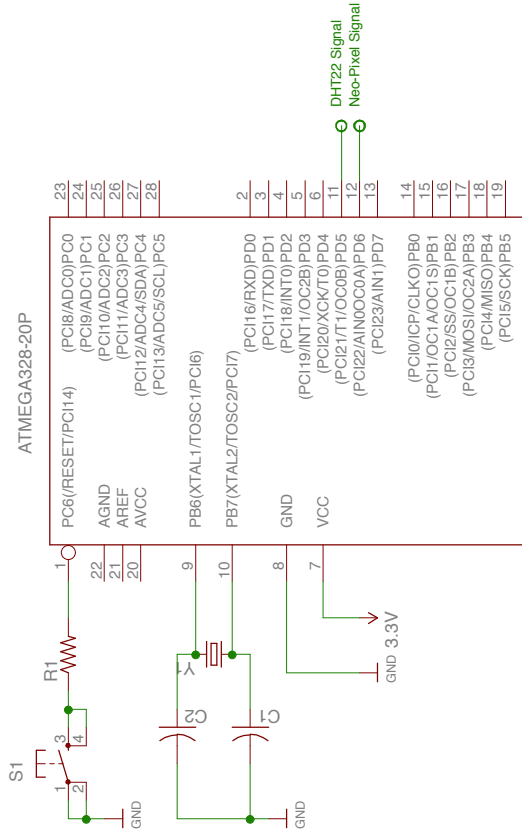 ATMEGA328-20P
PC6(/RESET/PCI14)
AGND
AREF
AVCC
PB6(XTAL1/TOSC1/PCI6)
PB7(XTAL2/TOSC2/PCI7)
GND
VCC
(PCI8/ADC0)PC0
(PCI9/ADC1)PC1
(PCI10/ADC2)PC2
(PCI11/ADC3)PC3
(PCI12/ADC4/SDA)PC4
(PCI13/ADC5/SCL)PC5
(PCI16/RXD)PD0
(PCI17/TXD)PD1
(PCI18/INT0)PD2
(PCI19/INT1/OC2B)PD3
(PCI20/XCK/T0)PD4
(PCI21/T1/OC0B)PD5
(PCI22/AIN0OC0A)PD6
(PCI23/AIN1)PD7
(PCI0/ICP/CLKO)PB0
(PCI1/OC1A/OC1S)PB1
(PCI2/SS/OC1B)PB2
(PCI3/MOSI/OC2A)PB3
(PCI4/MISO)PB4
(PCI5/SCK)PB5
1
22
21
20
9
10
8
7
23
24
25
26
27
28
2
3
4
5
6
11
12
13
14
15
16
17
18
19
DHT22 Signal
Neo-Pixel Signal
S1
1
2
3
4
R1
GND
C2
C1
Y1
GND
GND
3.3V